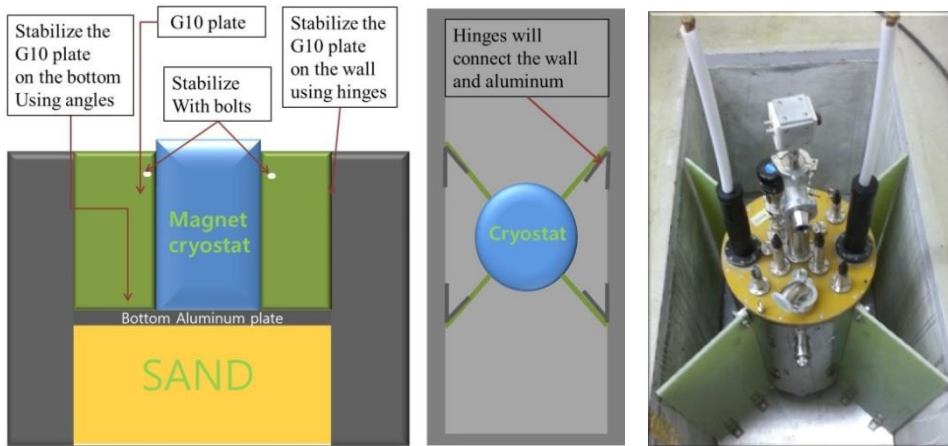 Stabilize the
G10 plate
on the bottom
Using angles
G10 plate
Stabilize
With bolts
Stabilize the
G10 plate
on the wall
using hinges
Magnet
cryostat
Bottom Aluminum plate
SAND
Hinges will
connect the wall
and aluminum
Cryostat